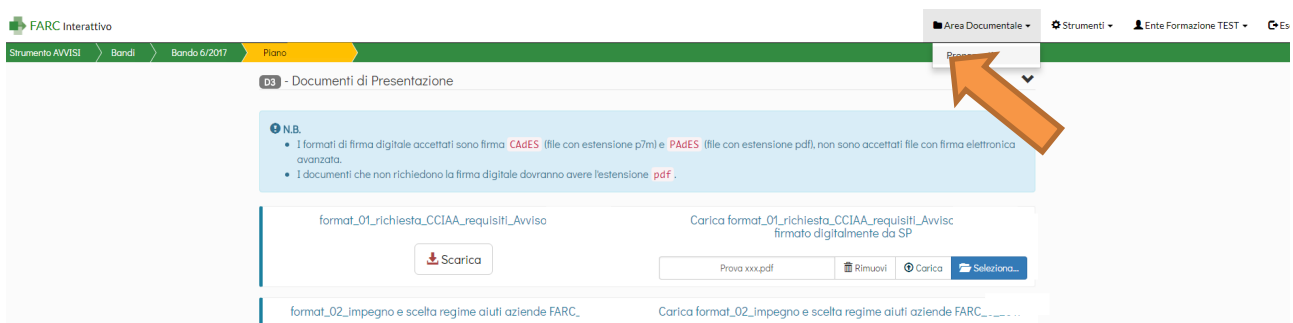 FARC Interattivo
Area Documentale
Strumenti
Ente Formazione TEST
Strumento AVVISI
Bandi
Bando 6/2017
Piano
D3 - Documenti di Presentazione
N.B.
I formati di firma digitale accettati sono firma CAdES (file con estensione p7m) e PAdES (file con estensione pdf), non sono accettati file con firma elettronica
avanzata.
I documenti che non richiedono la firma digitale dovranno avere l'estensione pdf .
format_01_richiesta_CCIAA_requisiti_Avviso
Carica format_01_richiesta_CCIAA_requisiti_Avviso
firmato digitalmente da SP
Scarica
Prova xxx.pdf
Rimuovi
Carica
Seleziona...
format_02_impegno e scelta regime aiuti aziende FARC_
Carica format_02_impegno e scelta regime aiuti aziende FARC_